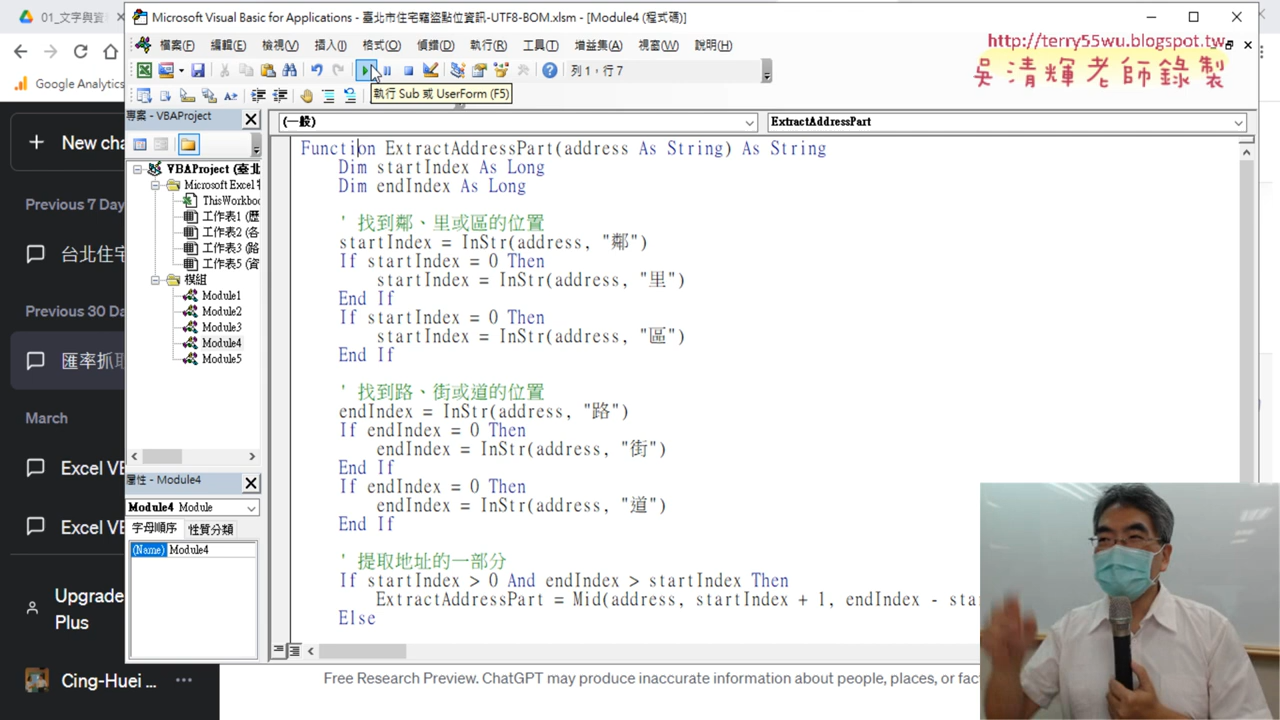 01_文字與資
Microsoft Visual Basic for Applications - 臺北市住宅竊盜點位資訊-UTF8-BOM.xlsm - [Module4 (程式碼)]
檔案(F) 編輯(E) 檢視(V) 插入(I) 格式(O) 偵錯(D) 執行(R) 工具(T) 增益集(A) 視窗(W) 說明(H)
http://terry55wu.blogspot.tw
吳清輝老師錄製
列 1，行 7
Google Analytics
執行 Sub 或 UserForm (F5)
專案 - VBAProject
(一般)
ExtractAddressPart
New cha
VBAProject (臺北
Microsoft Excel
ThisWorkboo
工作表1 (歷
工作表2 (各
工作表3 (路
工作表5 (資
模組
Module1
Module2
Module3
Module4
Module5
Previous 7 Day
台北住宅
Previous 30 Da
匯率抓取
March
Excel VB
Excel VB
Upgrade
Plus
Cing-Huei ...
屬性 - Module4
Module4 Module
字母順序 性質分類
(Name) Module4
Function ExtractAddressPart(address As String) As String
Dim startIndex As Long
Dim endIndex As Long
' 找到鄰、里或區的位置
startIndex = InStr(address, "鄰")
If startIndex = 0 Then
startIndex = InStr(address, "里")
End If
If startIndex = 0 Then
startIndex = InStr(address, "區")
End If
' 找到路、街或道的位置
endIndex = InStr(address, "路")
If endIndex = 0 Then
endIndex = InStr(address, "街")
End If
If endIndex = 0 Then
endIndex = InStr(address, "道")
End If
' 提取地址的一部分
If startIndex > 0 And endIndex > startIndex Then
ExtractAddressPart = Mid(address, startIndex + 1, endIndex - sta
Else
Free Research Preview. ChatGPT may produce inaccurate information about people, places, or fac